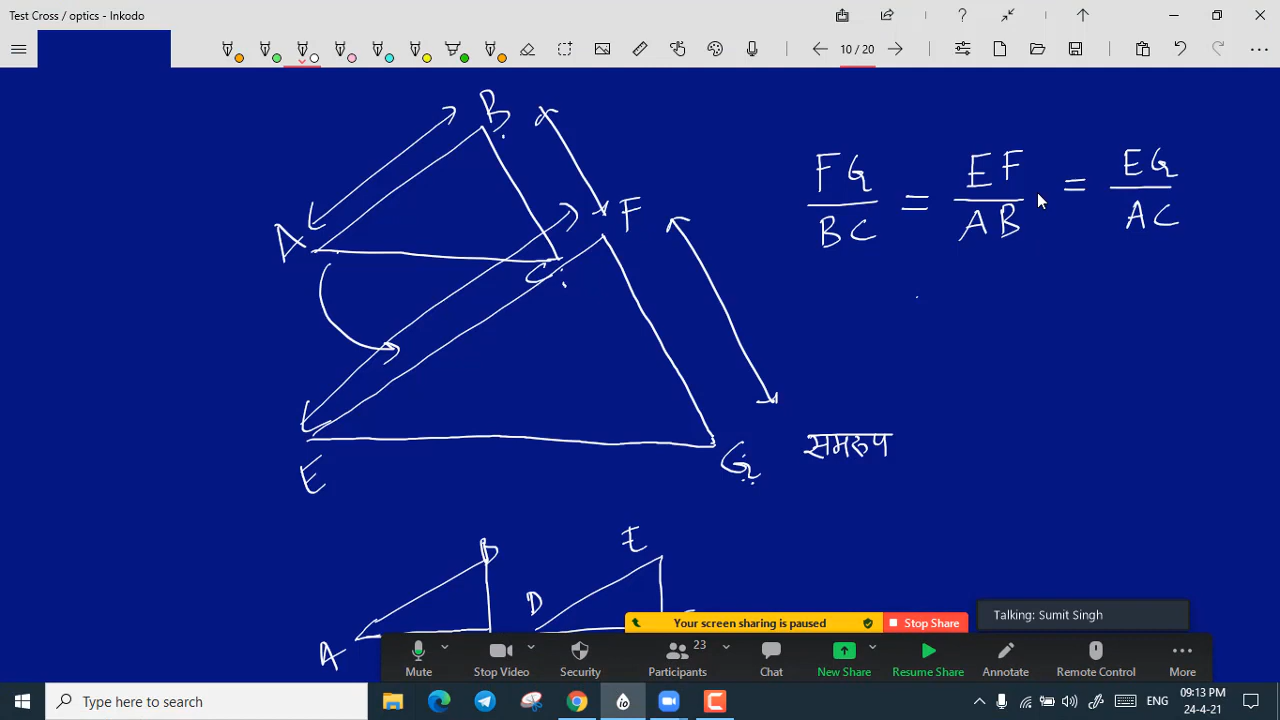 Test Cross / optics - Inkodo
10 / 20
B
F
A
C
E
G
FG/BC = EF/AB = EG/AC
समरूप
B
E
D
A
Talking: Sumit Singh
Your screen sharing is paused
Stop Share
23
Mute
Stop Video
Security
Participants
Chat
New Share
Resume Share
Annotate
Remote Control
More
Type here to search
ENG
09:13 PM
24-4-21